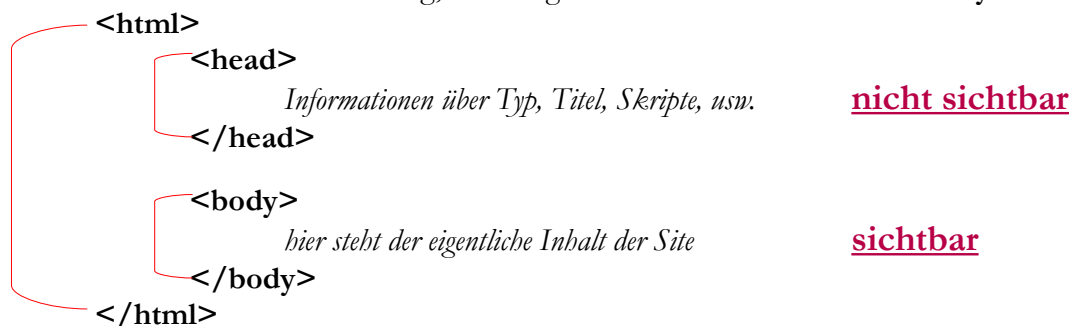 <html>
<head>
Informationen über Typ, Titel, Skripte, usw. nicht sichtbar
</head>
<body>
hier steht der eigentliche Inhalt der Site sichtbar
</body>
</html>